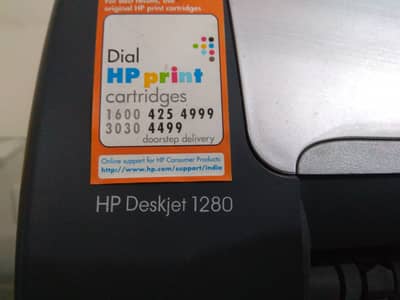 For best results, use
original HP print cartridges
Dial
HP print
cartridges
1600 425 4999
3030 4499
doorstep delivery
Online support for HP Consumer Products:
http://www.hp.com/support/india
HP Deskjet 1280